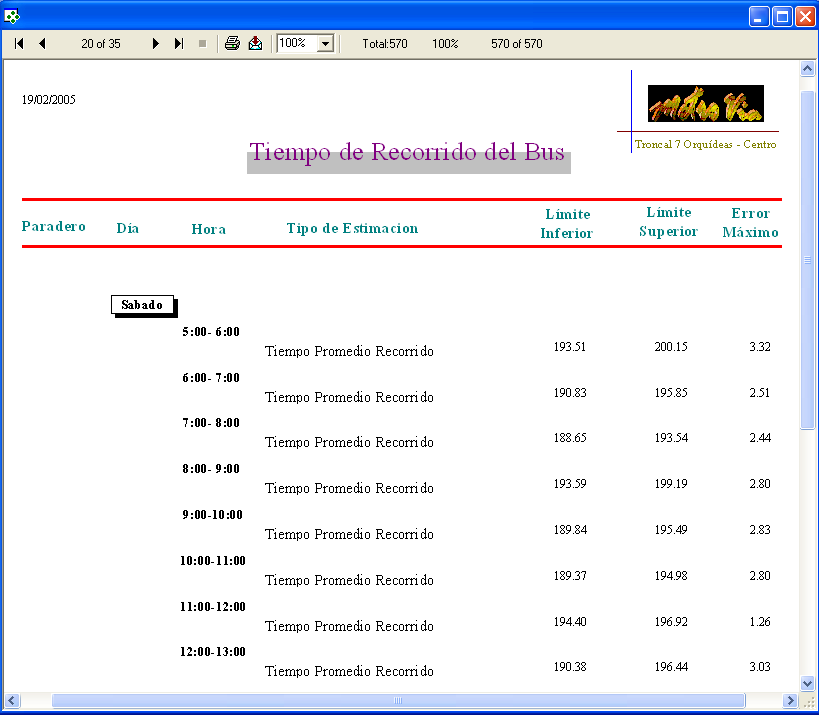 20 of 35 100% Total:570 100% 570 of 570
19/02/2005
Metro Via
Troncal 7 Orquídeas - Centro
Tiempo de Recorrido del Bus
Paradero Día Hora Tipo de Estimacion Límite Inferior Límite Superior Error Máximo
Sabado
5:00- 6:00
Tiempo Promedio Recorrido 193.51 200.15 3.32
6:00- 7:00
Tiempo Promedio Recorrido 190.83 195.85 2.51
7:00- 8:00
Tiempo Promedio Recorrido 188.65 193.54 2.44
8:00- 9:00
Tiempo Promedio Recorrido 193.59 199.19 2.80
9:00-10:00
Tiempo Promedio Recorrido 189.84 195.49 2.83
10:00-11:00
Tiempo Promedio Recorrido 189.37 194.98 2.80
11:00-12:00
Tiempo Promedio Recorrido 194.40 196.92 1.26
12:00-13:00
Tiempo Promedio Recorrido 190.38 196.44 3.03